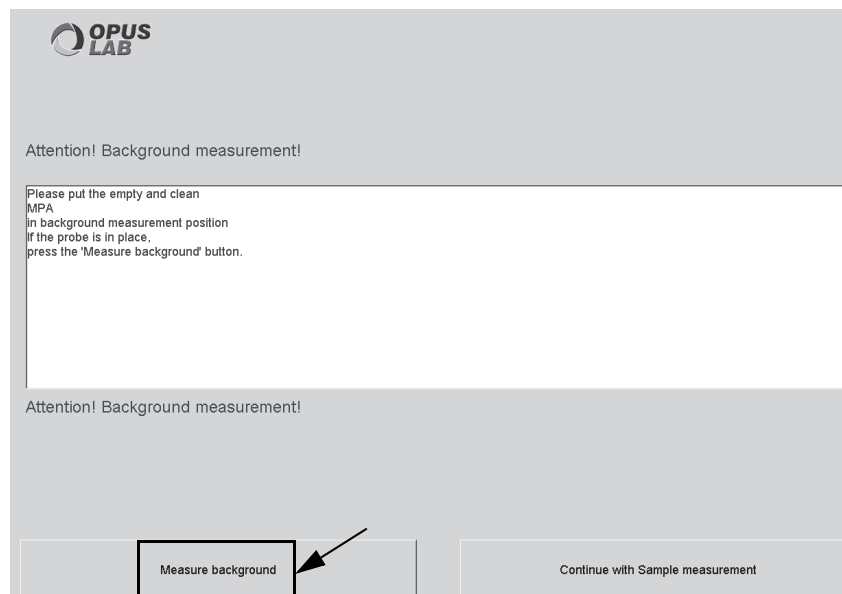 OPUS
LAB
Attention! Background measurement!
Please put the empty and clean
MPA
in background measurement position
If the probe is in place,
press the 'Measure background' button.
Attention! Background measurement!
Measure background
Continue with Sample measurement